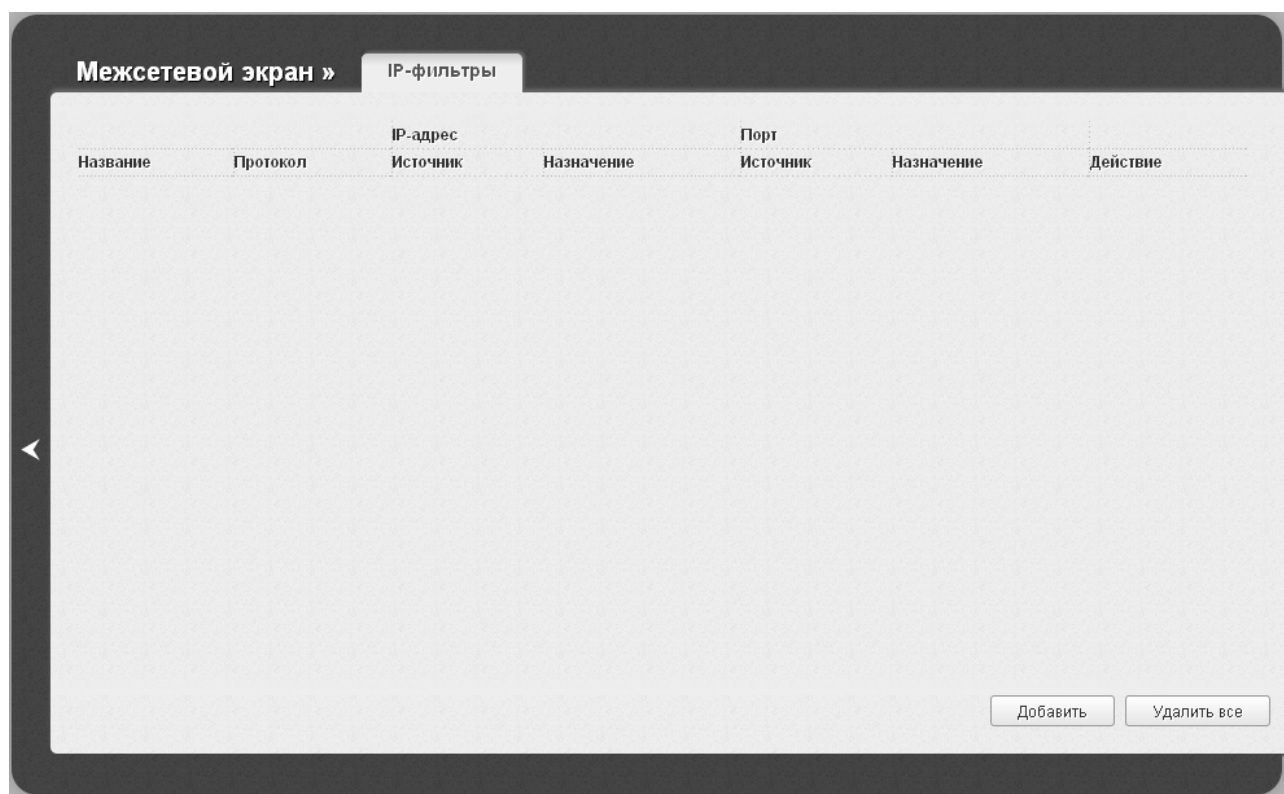 Межсетевой экран » IP-фильтры
IP-адрес Порт
Название Протокол Источник Назначение Источник Назначение Действие
Добавить Удалить все